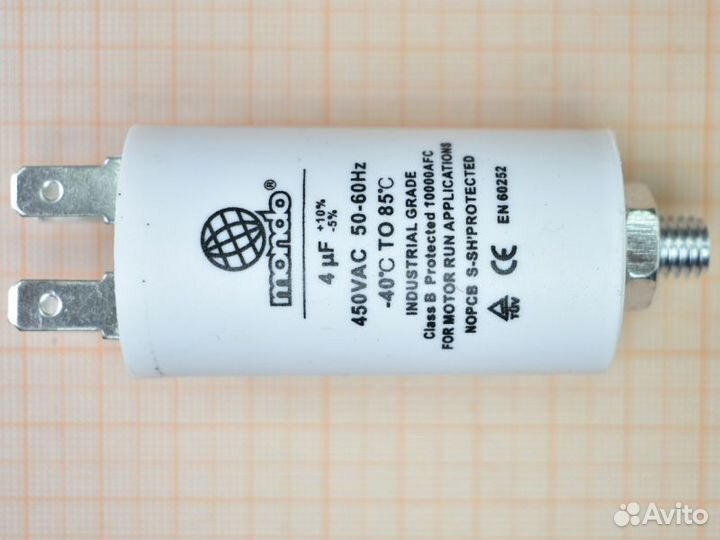 mondo®
4 µF +10% -5%
450VAC 50-60Hz
-40℃ TO 85℃
INDUSTRIAL GRADE
Class B Protected 10000AFC
FOR MOTOR RUN APPLICATIONS
NOPCB S-SH'PROTECTED
TÜV CE EN 60252
Avito